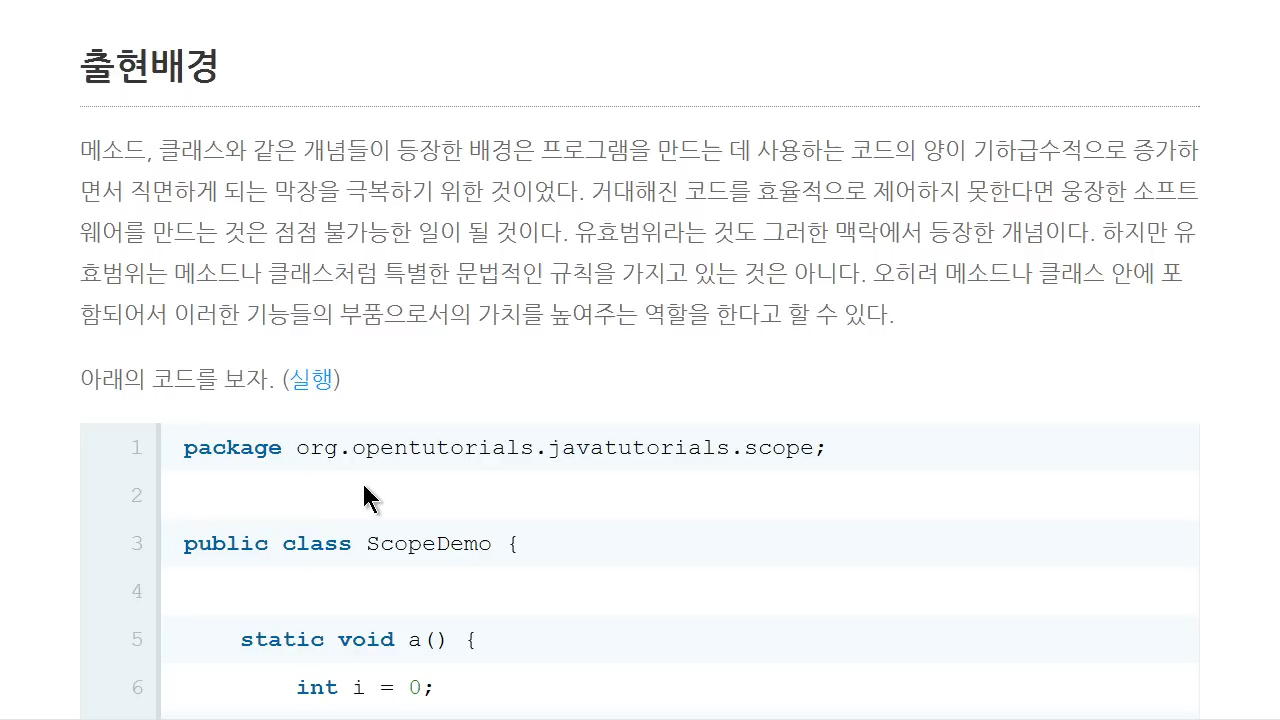 출현배경
메소드, 클래스와 같은 개념들이 등장한 배경은 프로그램을 만드는 데 사용하는 코드의 양이 기하급수적으로 증가하
면서 직면하게 되는 막장을 극복하기 위한 것이었다. 거대해진 코드를 효율적으로 제어하지 못한다면 웅장한 소프트
웨어를 만드는 것은 점점 불가능한 일이 될 것이다. 유효범위라는 것도 그러한 맥락에서 등장한 개념이다. 하지만 유
효범위는 메소드나 클래스처럼 특별한 문법적인 규칙을 가지고 있는 것은 아니다. 오히려 메소드나 클래스 안에 포
함되어서 이러한 기능들의 부품으로서의 가치를 높여주는 역할을 한다고 할 수 있다.
아래의 코드를 보자. (실행)
1 package org.opentutorials.javatutorials.scope;
2
3 public class ScopeDemo {
4
5 static void a() {
6 int i = 0;